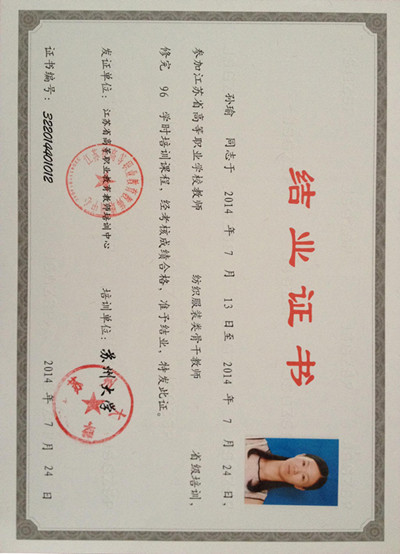 结业证书
孙瑜 同志于 2014 年 7 月 13 日至 2014 年 7 月 24 日，
参加江苏省高等职业学校教师 纺织服装类骨干教师 省级培训，
修完 96 学时培训课程，经考核成绩合格，准予结业，特发此证。
发证单位：江苏省高等职业教育教师培训中心 培训单位：苏州大学
证书编号：322014401012 2014 年 7 月 24 日